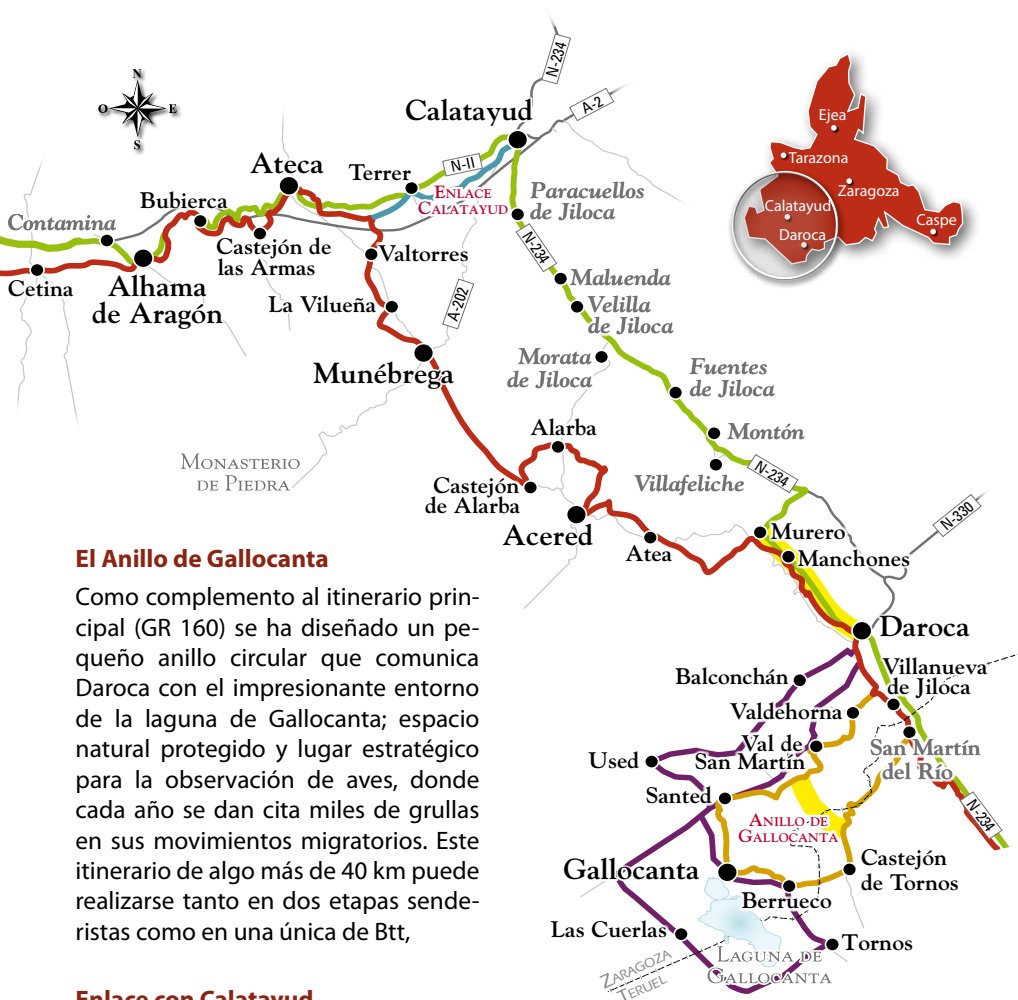 N-234
A-2
N
O
E
S
Calatayud
Ejea
Tarazona
Zaragoza
Calatayud
Caspe
Daroca
Ateca
Terrer
N-II
ENLACE
CALATAYUD
Paracuellos
de Jiloca
Bubierca
Contamina
Castejón de
las Armas
Valtorres
N-234
Cetina
Alhama
de Aragón
La Vilueña
A-202
Maluenda
Velilla
de Jiloca
Munébrega
Morata
de Jiloca
Fuentes
de Jiloca
Alarba
Montón
MONASTERIO
DE PIEDRA
Castejón
de Alarba
Villafeliche
N-234
N-330
Acered
Atea
Murero
Manchones
El Anillo de Gallocanta
Como complemento al itinerario prin-
cipal (GR 160) se ha diseñado un pe-
queño anillo circular que comunica
Daroca con el impresionante entorno
de la laguna de Gallocanta; espacio
natural protegido y lugar estratégico
para la observación de aves, donde
cada año se dan cita miles de grullas
en sus movimientos migratorios. Este
itinerario de algo más de 40 km puede
realizarse tanto en dos etapas sende-
ristas como en una única de Btt,
Enlace con Calatayud
Daroca
Balconchán
Villanueva
de Jiloca
Valdehorna
Used
Val de
San Martín
San Martín
del Río
Santed
ANILLO DE
GALLOCANTA
N-234
Gallocanta
Castejón
de Tornos
Berrueco
Las Cuerlas
Tornos
LAGUNA DE
GALLOCANTA
ZARAGOZA
TERUEL